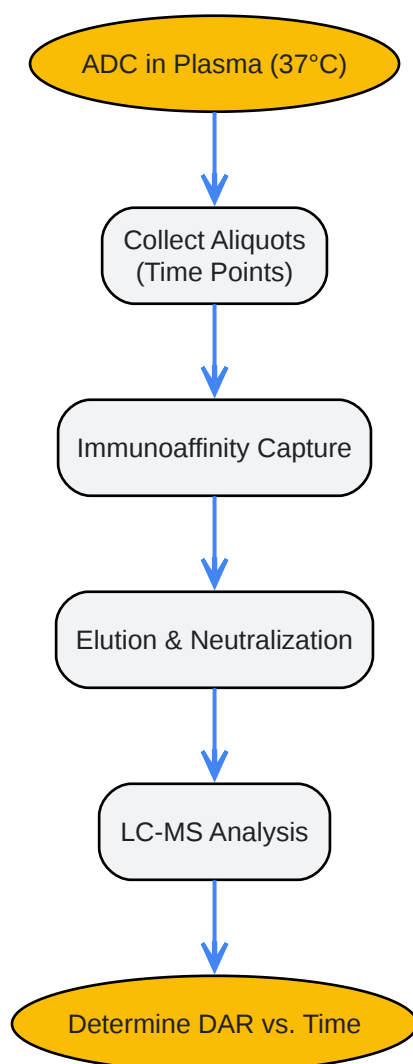 ADC in Plasma (37°C)
Collect Aliquots
(Time Points)
Immunoaffinity Capture
Elution & Neutralization
LC-MS Analysis
Determine DAR vs. Time